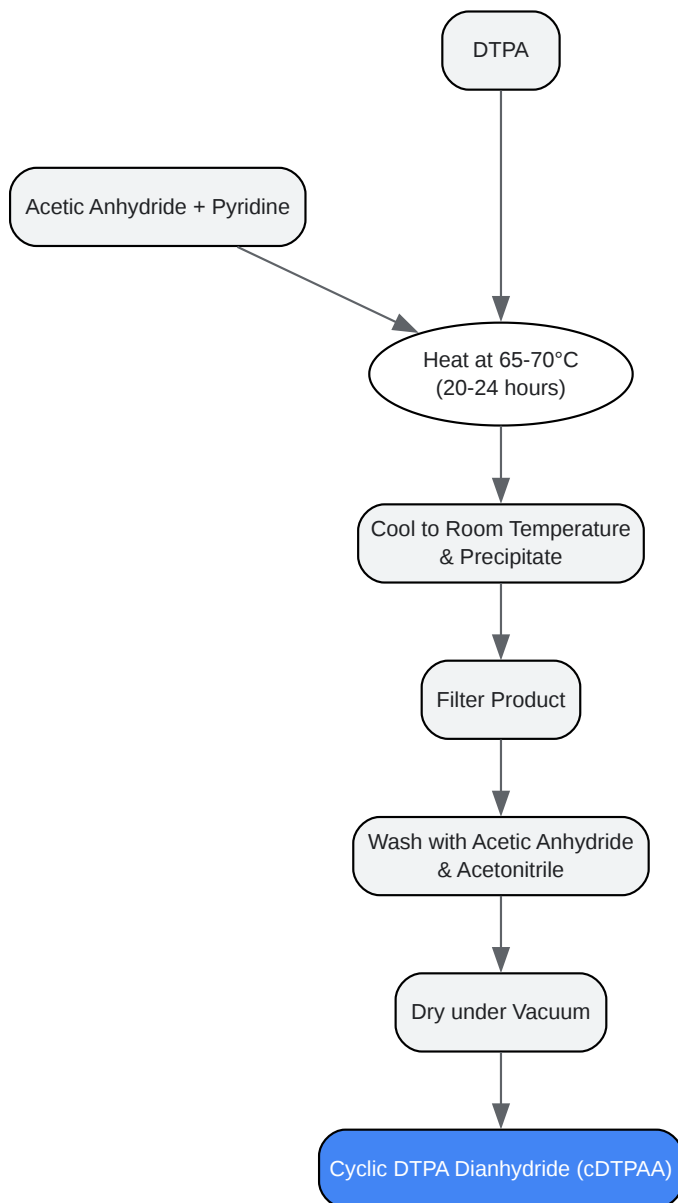 DTPA
Acetic Anhydride + Pyridine
Heat at 65-70°C
(20-24 hours)
Cool to Room Temperature
& Precipitate
Filter Product
Wash with Acetic Anhydride
& Acetonitrile
Dry under Vacuum
Cyclic DTPA Dianhydride (cDTPAA)